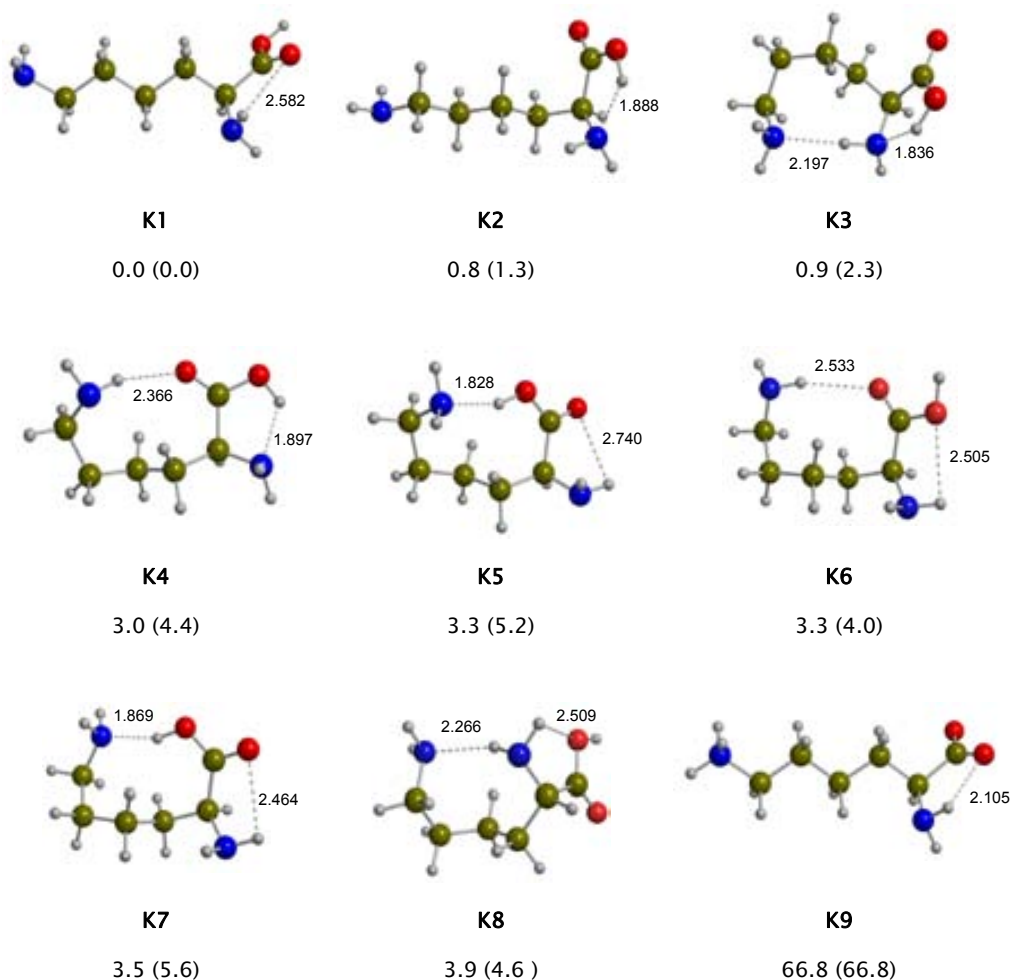 2.582
1.888
2.197
1.836
K1
K2
K3
0.0 (0.0)
0.8 (1.3)
0.9 (2.3)
2.366
1.897
1.828
2.740
2.533
2.505
K4
K5
K6
3.0 (4.4)
3.3 (5.2)
3.3 (4.0)
1.869
2.464
2.266
2.509
2.105
K7
K8
K9
3.5 (5.6)
3.9 (4.6 )
66.8 (66.8)